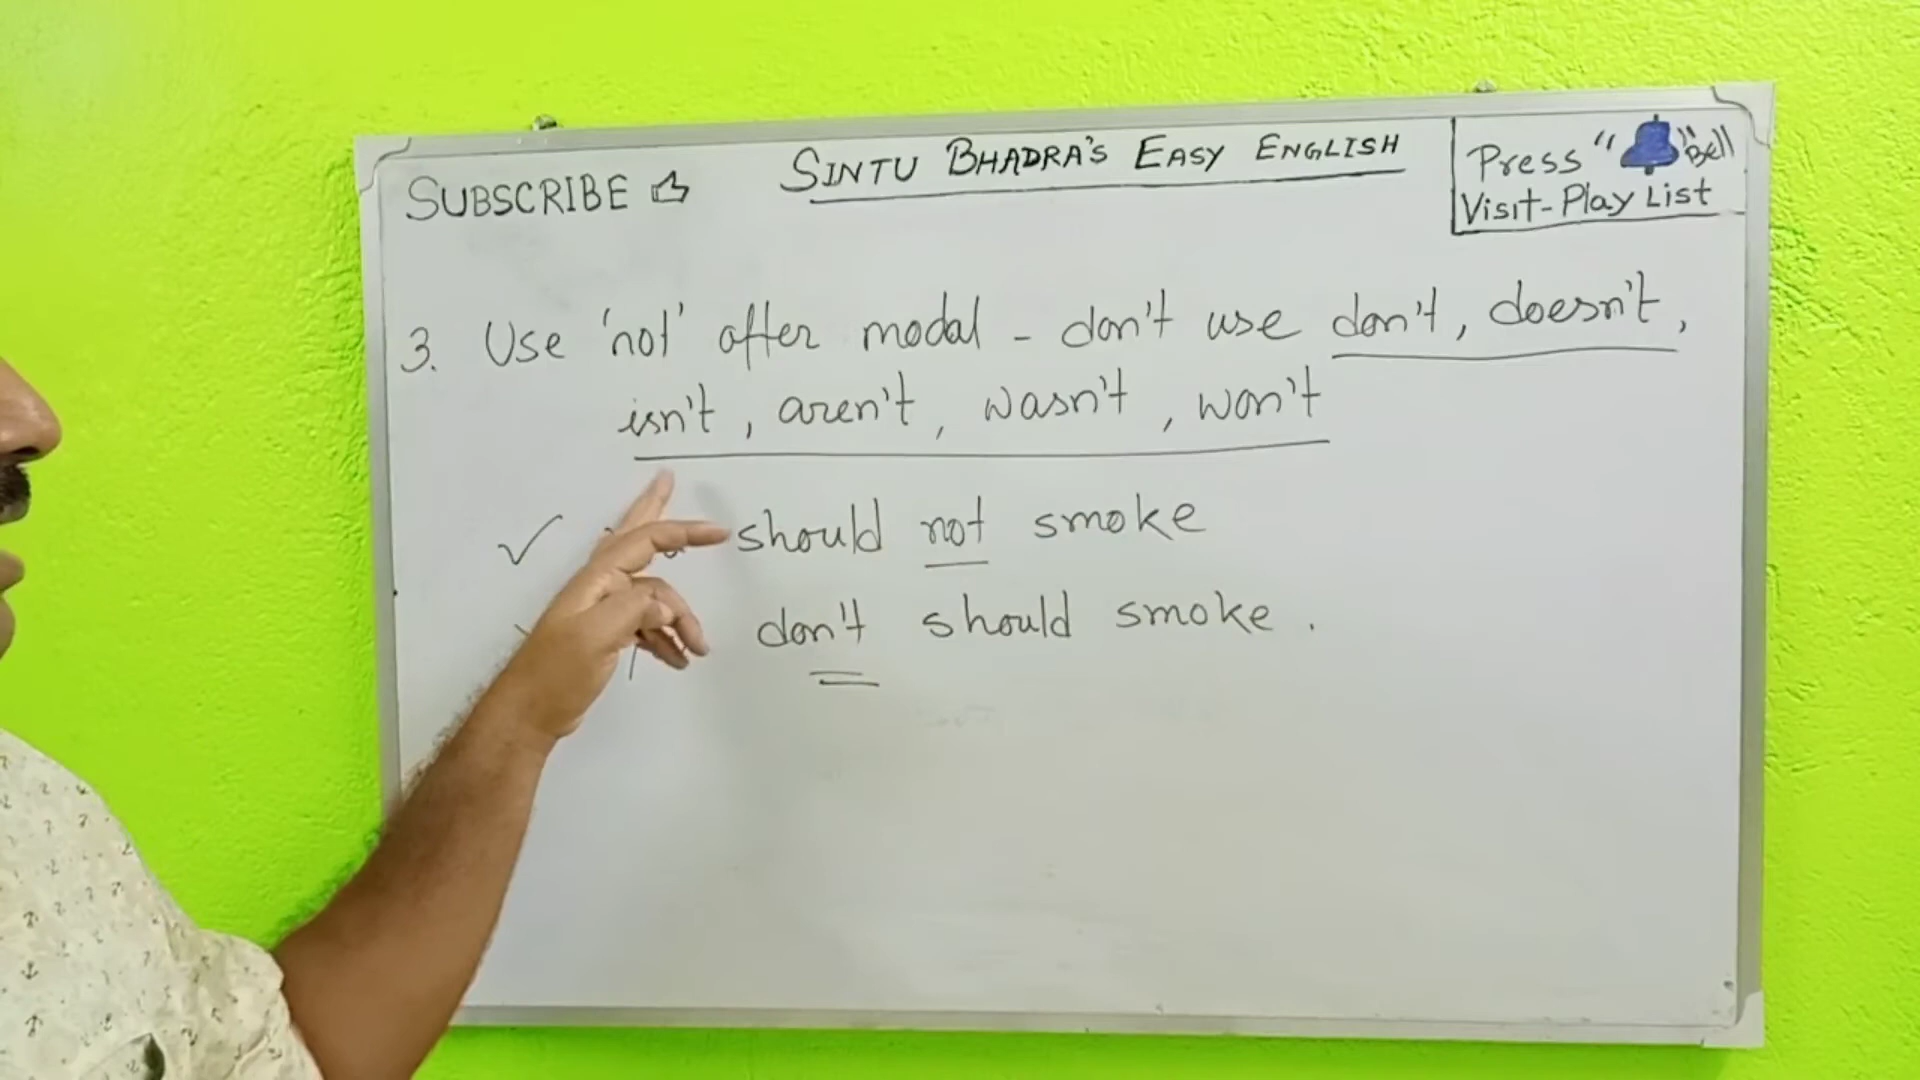 SUBSCRIBE
SINTU BHADRA'S EASY ENGLISH
Press " " Bell
Visit-Play List
3. Use 'not' after modal - don't use don't, doesn't,
isn't, aren't, wasn't, won't
✓ should not smoke
don't should smoke.